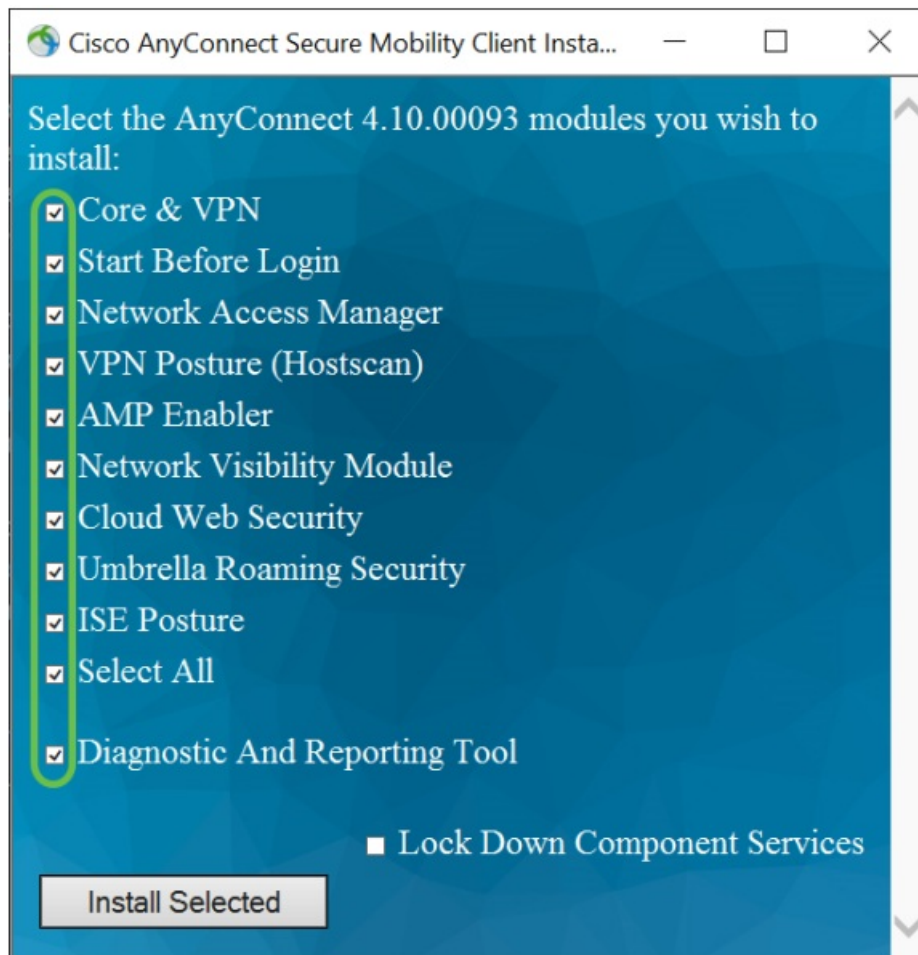 Cisco AnyConnect Secure Mobility Client Insta...
Select the AnyConnect 4.10.00093 modules you wish to
install:
Core & VPN
Start Before Login
Network Access Manager
VPN Posture (Hostscan)
AMP Enabler
Network Visibility Module
Cloud Web Security
Umbrella Roaming Security
ISE Posture
Select All
Diagnostic And Reporting Tool
Lock Down Component Services
Install Selected